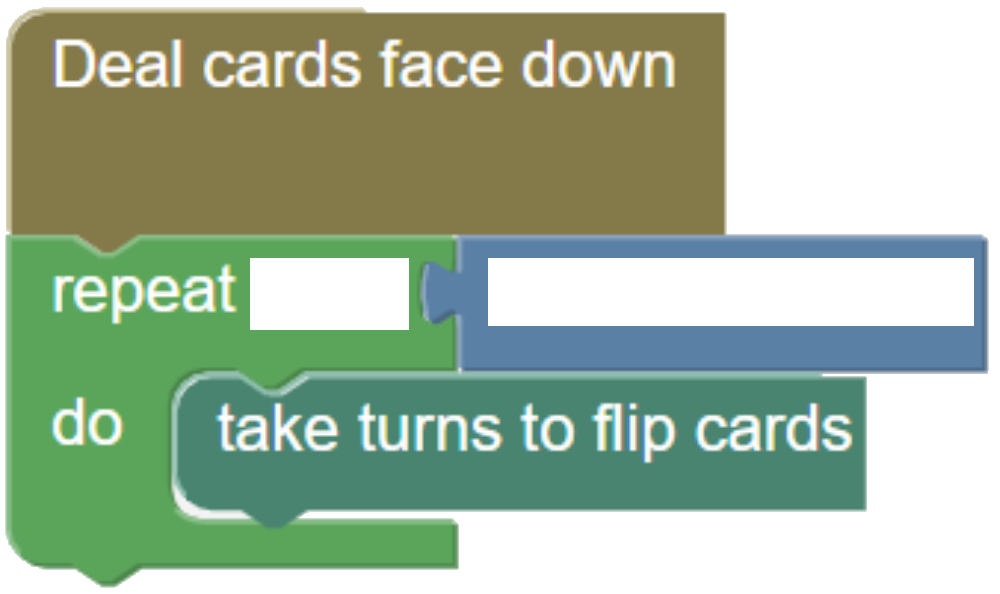 Deal cards face down
repeat
do
take turns to flip cards